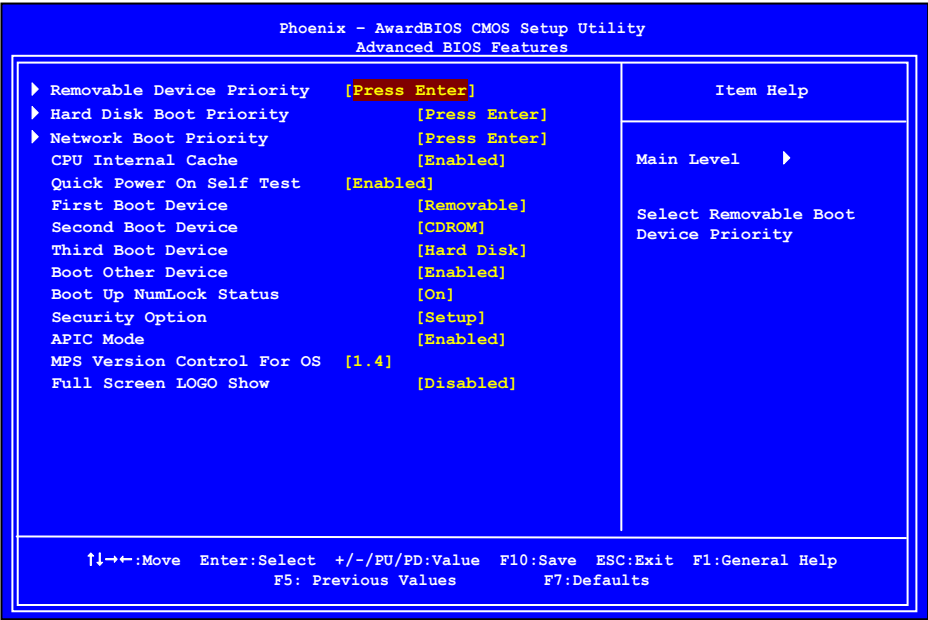 Phoenix – AwardBIOS CMOS Setup Utility
Advanced BIOS Features
Removable Device Priority [Press Enter]
Hard Disk Boot Priority [Press Enter]
Network Boot Priority [Press Enter]
CPU Internal Cache [Enabled]
Quick Power On Self Test [Enabled]
First Boot Device [Removable]
Second Boot Device [CDROM]
Third Boot Device [Hard Disk]
Boot Other Device [Enabled]
Boot Up NumLock Status [On]
Security Option [Setup]
APIC Mode [Enabled]
MPS Version Control For OS [1.4]
Full Screen LOGO Show [Disabled]
Item Help
Main Level
Select Removable Boot
Device Priority
↑↓→←:Move Enter:Select +/-/PU/PD:Value F10:Save ESC:Exit F1:General Help
F5: Previous Values F7:Defaults